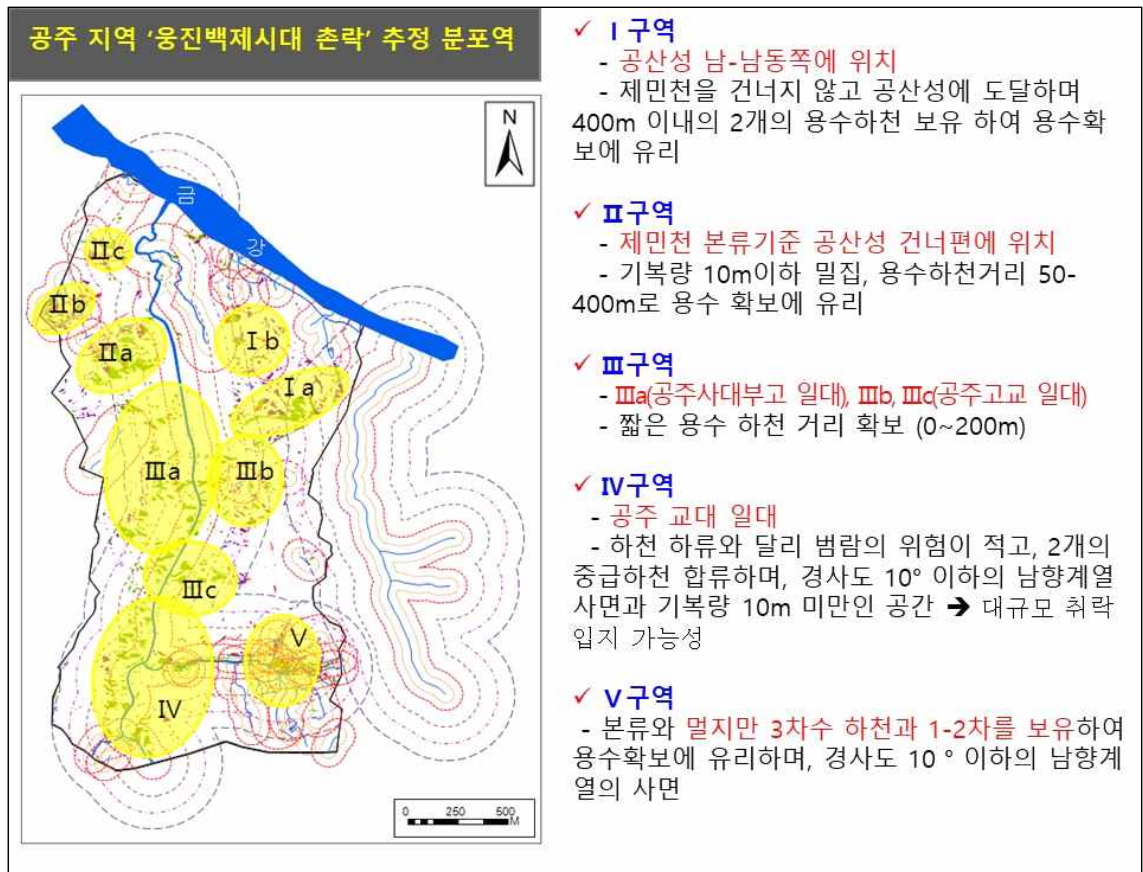 공주 지역 ‘웅진백제시대 촌락’ 추정 분포역
N
금
강
Ⅱc
Ⅱb
Ⅱa
Ⅰb
Ⅰa
Ⅲa
Ⅲb
Ⅲc
Ⅴ
Ⅳ
0 250 500
M
✓ Ⅰ구역
- 공산성 남-남동쪽에 위치
- 제민천을 건너지 않고 공산성에 도달하며
400m 이내의 2개의 용수하천 보유 하여 용수확
보에 유리
✓ Ⅱ구역
- 제민천 본류기준 공산성 건너편에 위치
- 기복량 10m이하 밀집, 용수하천거리 50-
400m로 용수 확보에 유리
✓ Ⅲ구역
- Ⅲa(공주사대부고 일대), Ⅲb, Ⅲc(공주고교 일대)
- 짧은 용수 하천 거리 확보 (0~200m)
✓ Ⅳ구역
- 공주 교대 일대
- 하천 하류와 달리 범람의 위험이 적고, 2개의
중급하천 합류하며, 경사도 10° 이하의 남향계열
사면과 기복량 10m 미만인 공간 ➔ 대규모 취락
입지 가능성
✓ Ⅴ구역
- 본류와 멀지만 3차수 하천과 1-2차를 보유하여
용수확보에 유리하며, 경사도 10 ° 이하의 남향계
열의 사면